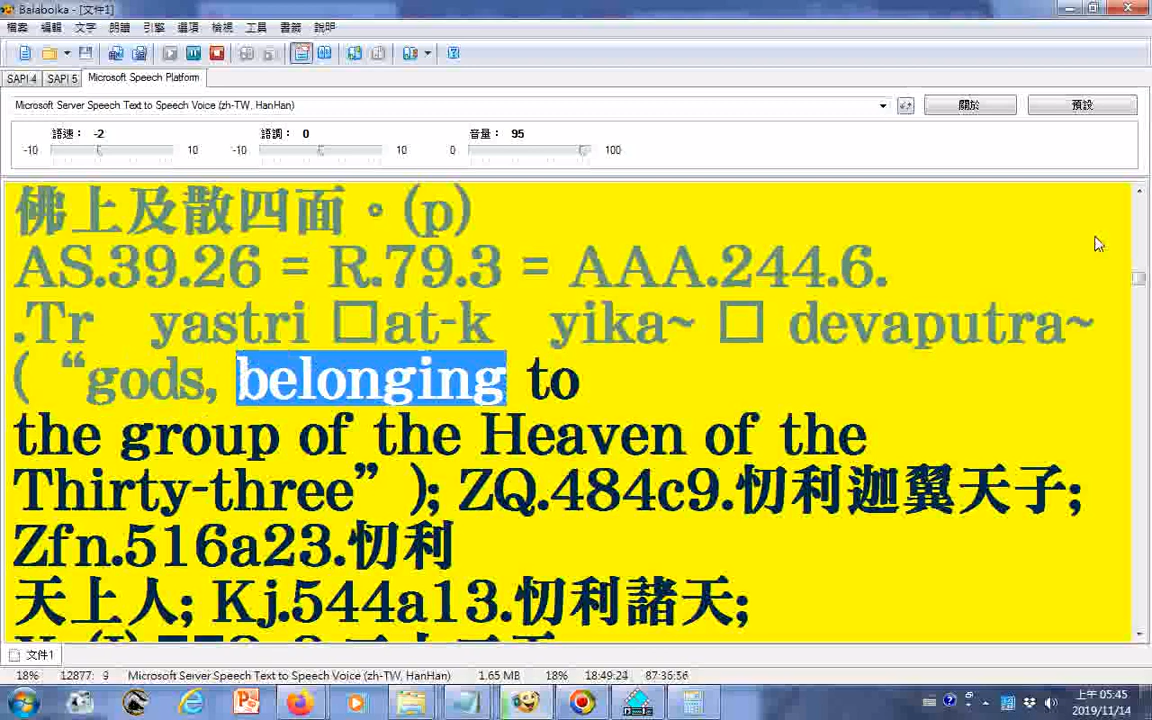 Balabolka - [文件1]
檔案 編輯 文字 朗讀 引擎 選項 檢視 工具 書籤 說明
SAPI 4 SAPI 5 Microsoft Speech Platform
Microsoft Server Speech Text to Speech Voice (zh-TW, HanHan) 關於 預設
語速： -2 語調： 0 音量： 95
-10 10 -10 10 0 100
佛上及散四面。(p)
AS.39.26 = R.79.3 = AAA.244.6.
.Tr yastri □at-k yika~ □ devaputra~
( “gods, belonging to
the group of the Heaven of the
Thirty-three” ); ZQ.484c9.忉利迦翼天子;
Zfn.516a23.忉利
天上人; Kj.544a13.忉利諸天;
文件1
18% 12877: 9 Microsoft Server Speech Text to Speech Voice (zh-TW, HanHan) 1.65 MB 18% 18:49:24 87:36:56
上午 05:45
2019/11/14